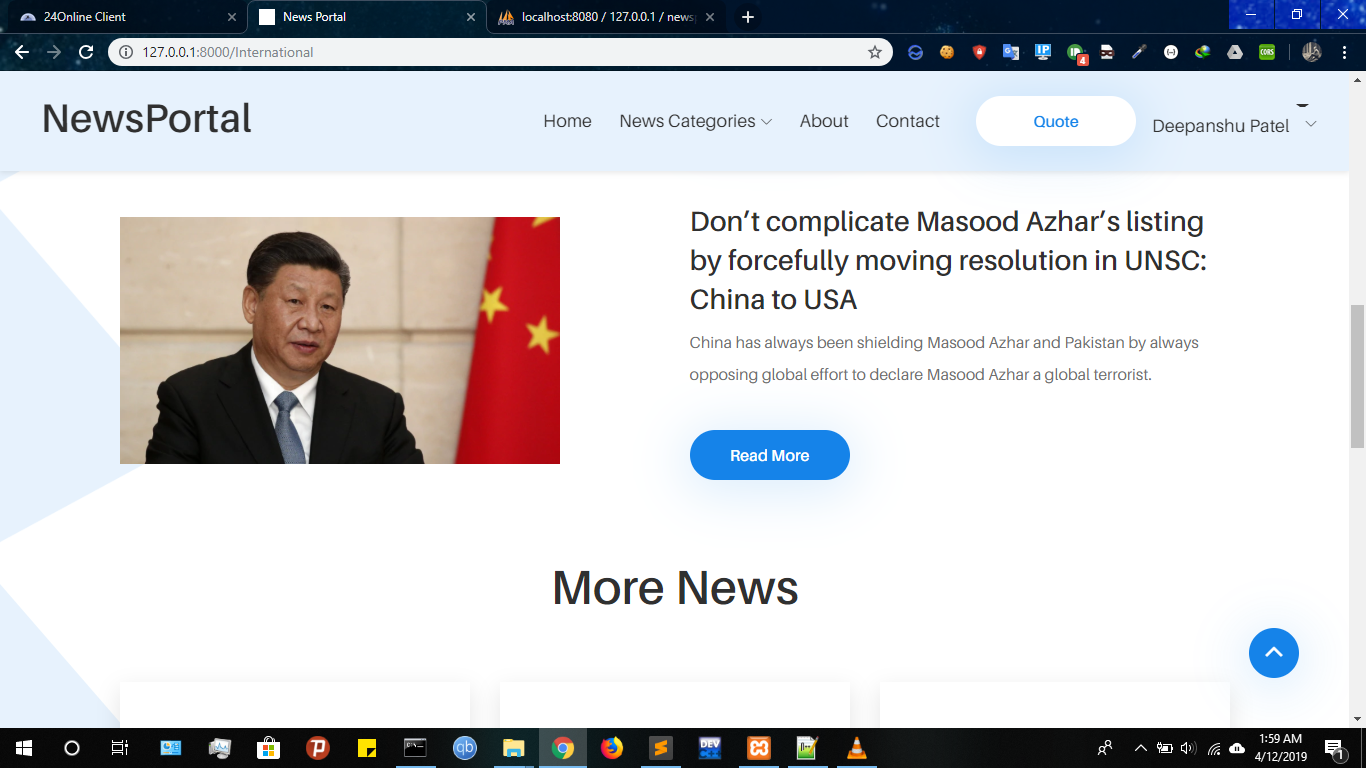 24Online Client
News Portal
localhost:8080 / 127.0.0.1 / news
127.0.0.1:8000/International
IP
4
CORS
NewsPortal
Home
News Categories
About
Contact
Quote
Deepanshu Patel
Don’t complicate Masood Azhar’s listing
by forcefully moving resolution in UNSC:
China to USA
China has always been shielding Masood Azhar and Pakistan by always
opposing global effort to declare Masood Azhar a global terrorist.
Read More
More News
qb
DEV
1:59 AM
4/12/2019
1